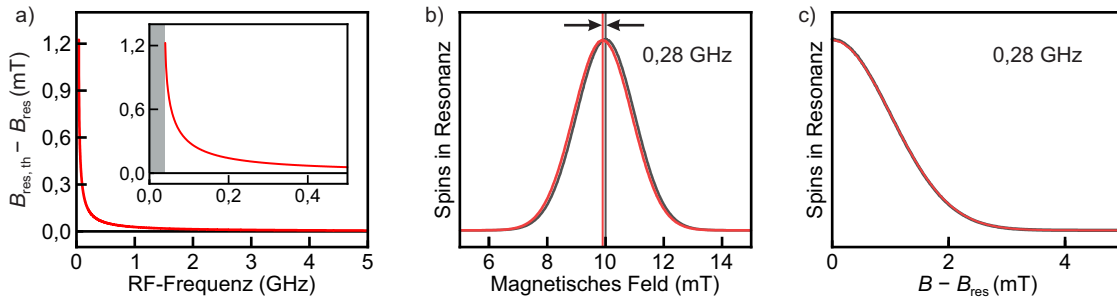 a)
B_res, th − B_res (mT)
1,2
0,9
0,6
0,3
0,0
1,2
0,6
0,0
0,0
0,2
0,4
0
1
2
3
4
5
RF-Frequenz (GHz)
b)
0,28 GHz
Spins in Resonanz
6
8
10
12
14
Magnetisches Feld (mT)
c)
0,28 GHz
Spins in Resonanz
0
2
4
B − B_res (mT)